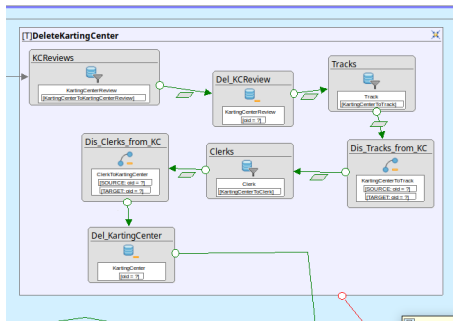 [T]DeleteKartingCenter
KCReviews
KartingCenterReview
[KartingCenterToKartingCenterReview]
Del_KCReview
KartingCenterReview
[oid = ?]
Tracks
Track
[KartingCenterToTrack]
Dis_Clerks_from_KC
ClerkToKartingCenter
[SOURCE: oid = ?]
[TARGET: oid = ?]
Clerks
Clerk
[KartingCenterToClerk]
Dis_Tracks_from_KC
KartingCenterToTrack
[SOURCE: oid = ?]
[TARGET: oid = ?]
Del_KartingCenter
KartingCenter
[oid = ?]